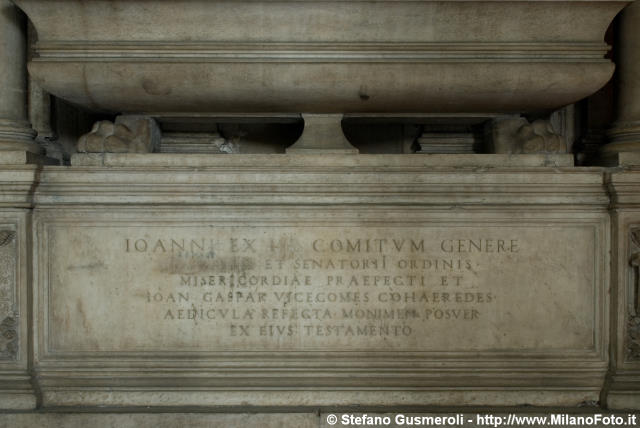 IOANNI EX COMITVM GENERE
ET SENATORII ORDINIS
MISERICORDIAE PRAEFECTI ET
IOAN GASPAR VICECOMES COHAEREDES
AEDICVLA REFECTA MONIMEN POSVER
EX EIVS TESTAMENTO
© Stefano Gusmeroli - http://www.MilanoFoto.it